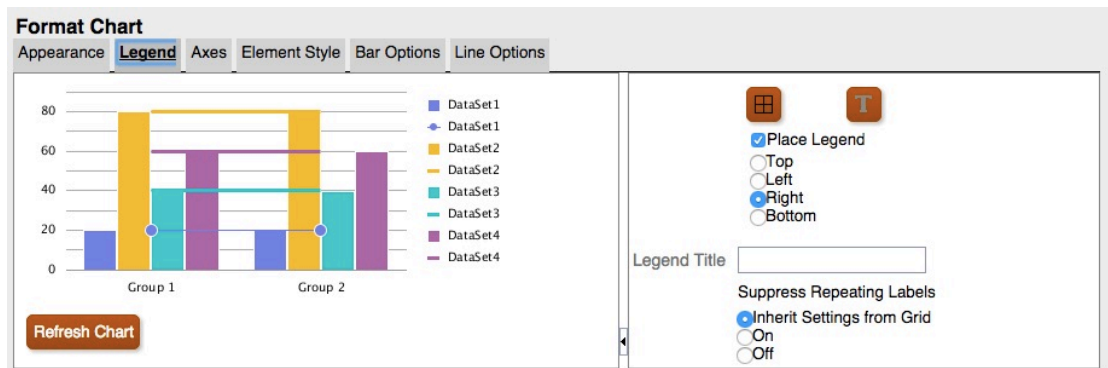 Format Chart
Appearance Legend Axes Element Style Bar Options Line Options
80
60
40
20
0
Group 1 Group 2
DataSet1
DataSet1
DataSet2
DataSet2
DataSet3
DataSet3
DataSet4
DataSet4
Refresh Chart
T
Place Legend
Top
Left
Right
Bottom
Legend Title
Suppress Repeating Labels
Inherit Settings from Grid
On
Off